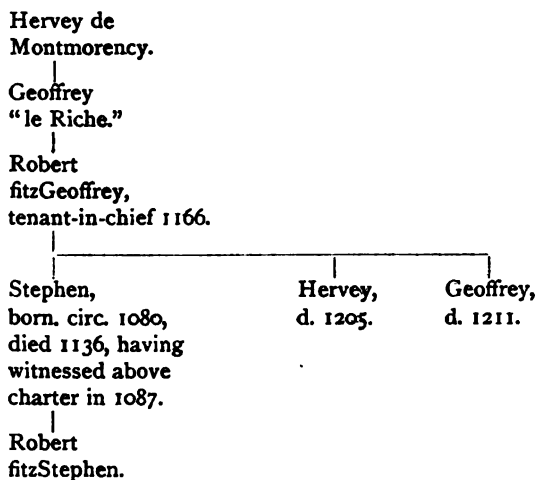 Hervey de
Montmorency.
Geoffrey
“le Riche.”
Robert
fitzGeoffrey,
tenant-in-chief 1166.
Stephen,
born. circ. 1080,
died 1136, having
witnessed above
charter in 1087.
Hervey,
d. 1205.
Geoffrey,
d. 1211.
Robert
fitzStephen.